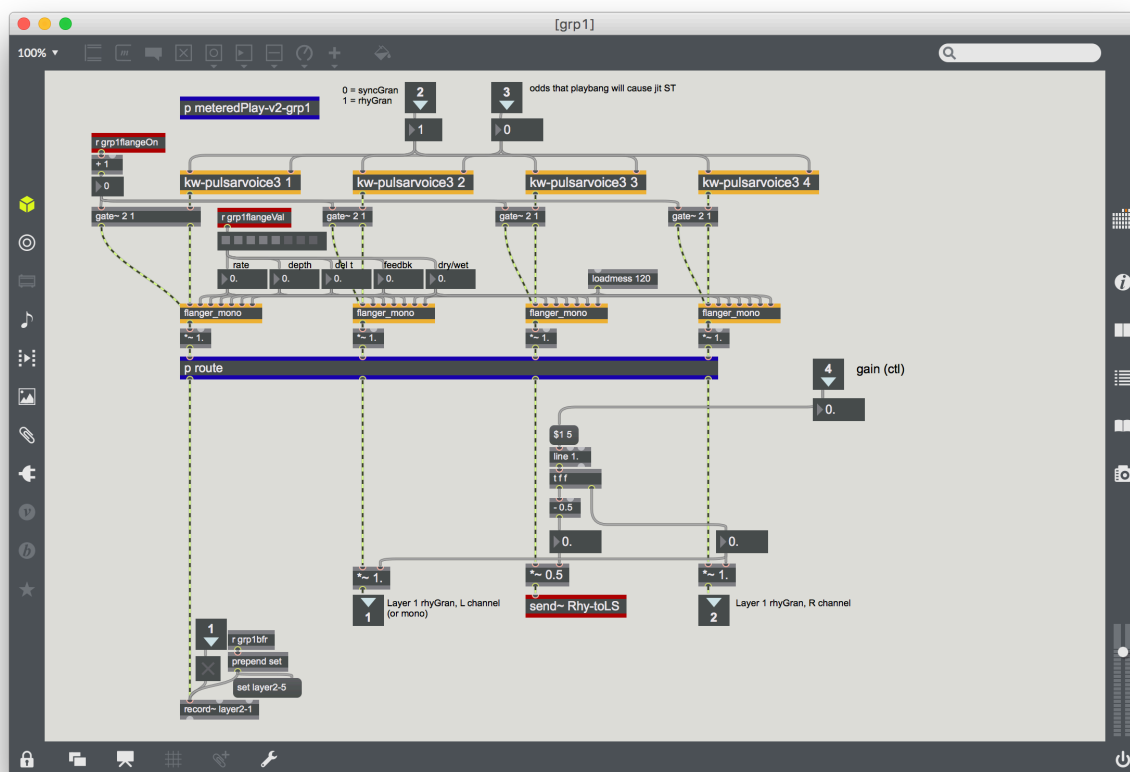 [grp1]
100%
0 = syncGran
1 = rhyGran
2
3
odds that playbang will cause jit ST
p meteredPlay-v2-grp1
1
0
r grp1flangeOn
+ 1
0
kw-pulsarvoice3 1
kw-pulsarvoice3 2
kw-pulsarvoice3 3
kw-pulsarvoice3 4
gate~ 2 1
r grp1flangeVal
gate~ 2 1
gate~ 2 1
gate~ 2 1
rate
depth
del t
feedbk
dry/wet
0.
0.
0.
0.
0.
loadmess 120
flanger_mono
flanger_mono
flanger_mono
flanger_mono
*~ 1.
*~ 1.
*~ 1.
*~ 1.
p route
4
gain (ctl)
0.
$1 5
line 1.
t f f
- 0.5
0.
0.
*~ 1.
*~ 0.5
*~ 1.
1
Layer 1 rhyGran, L channel
(or mono)
send~ Rhy-toLS
2
Layer 1 rhyGran, R channel
1
r grp1bfr
prepend set
set layer2-5
record~ layer2-1